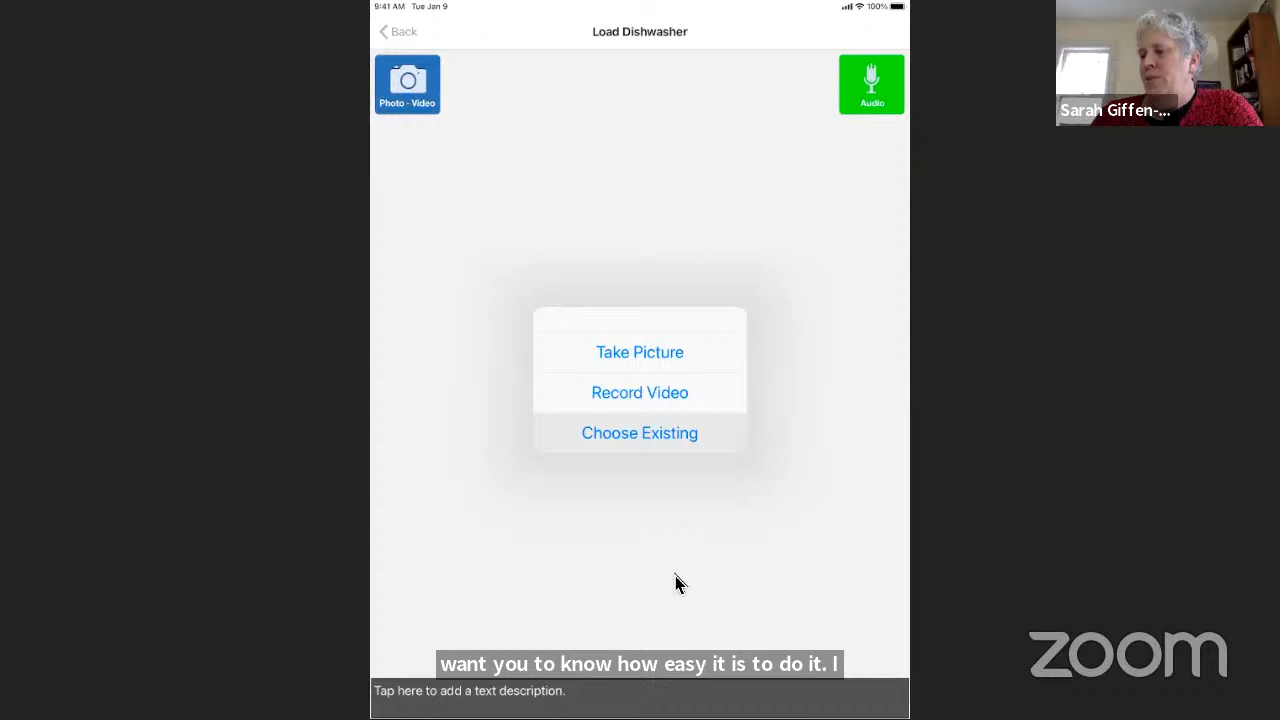 9:41 AM Tue Jan 9
100%
Back
Load Dishwasher
Photo - Video
Audio
Sarah Giffen-...
Take Picture
Record Video
Choose Existing
want you to know how easy it is to do it. I
Tap here to add a text description.
zoom